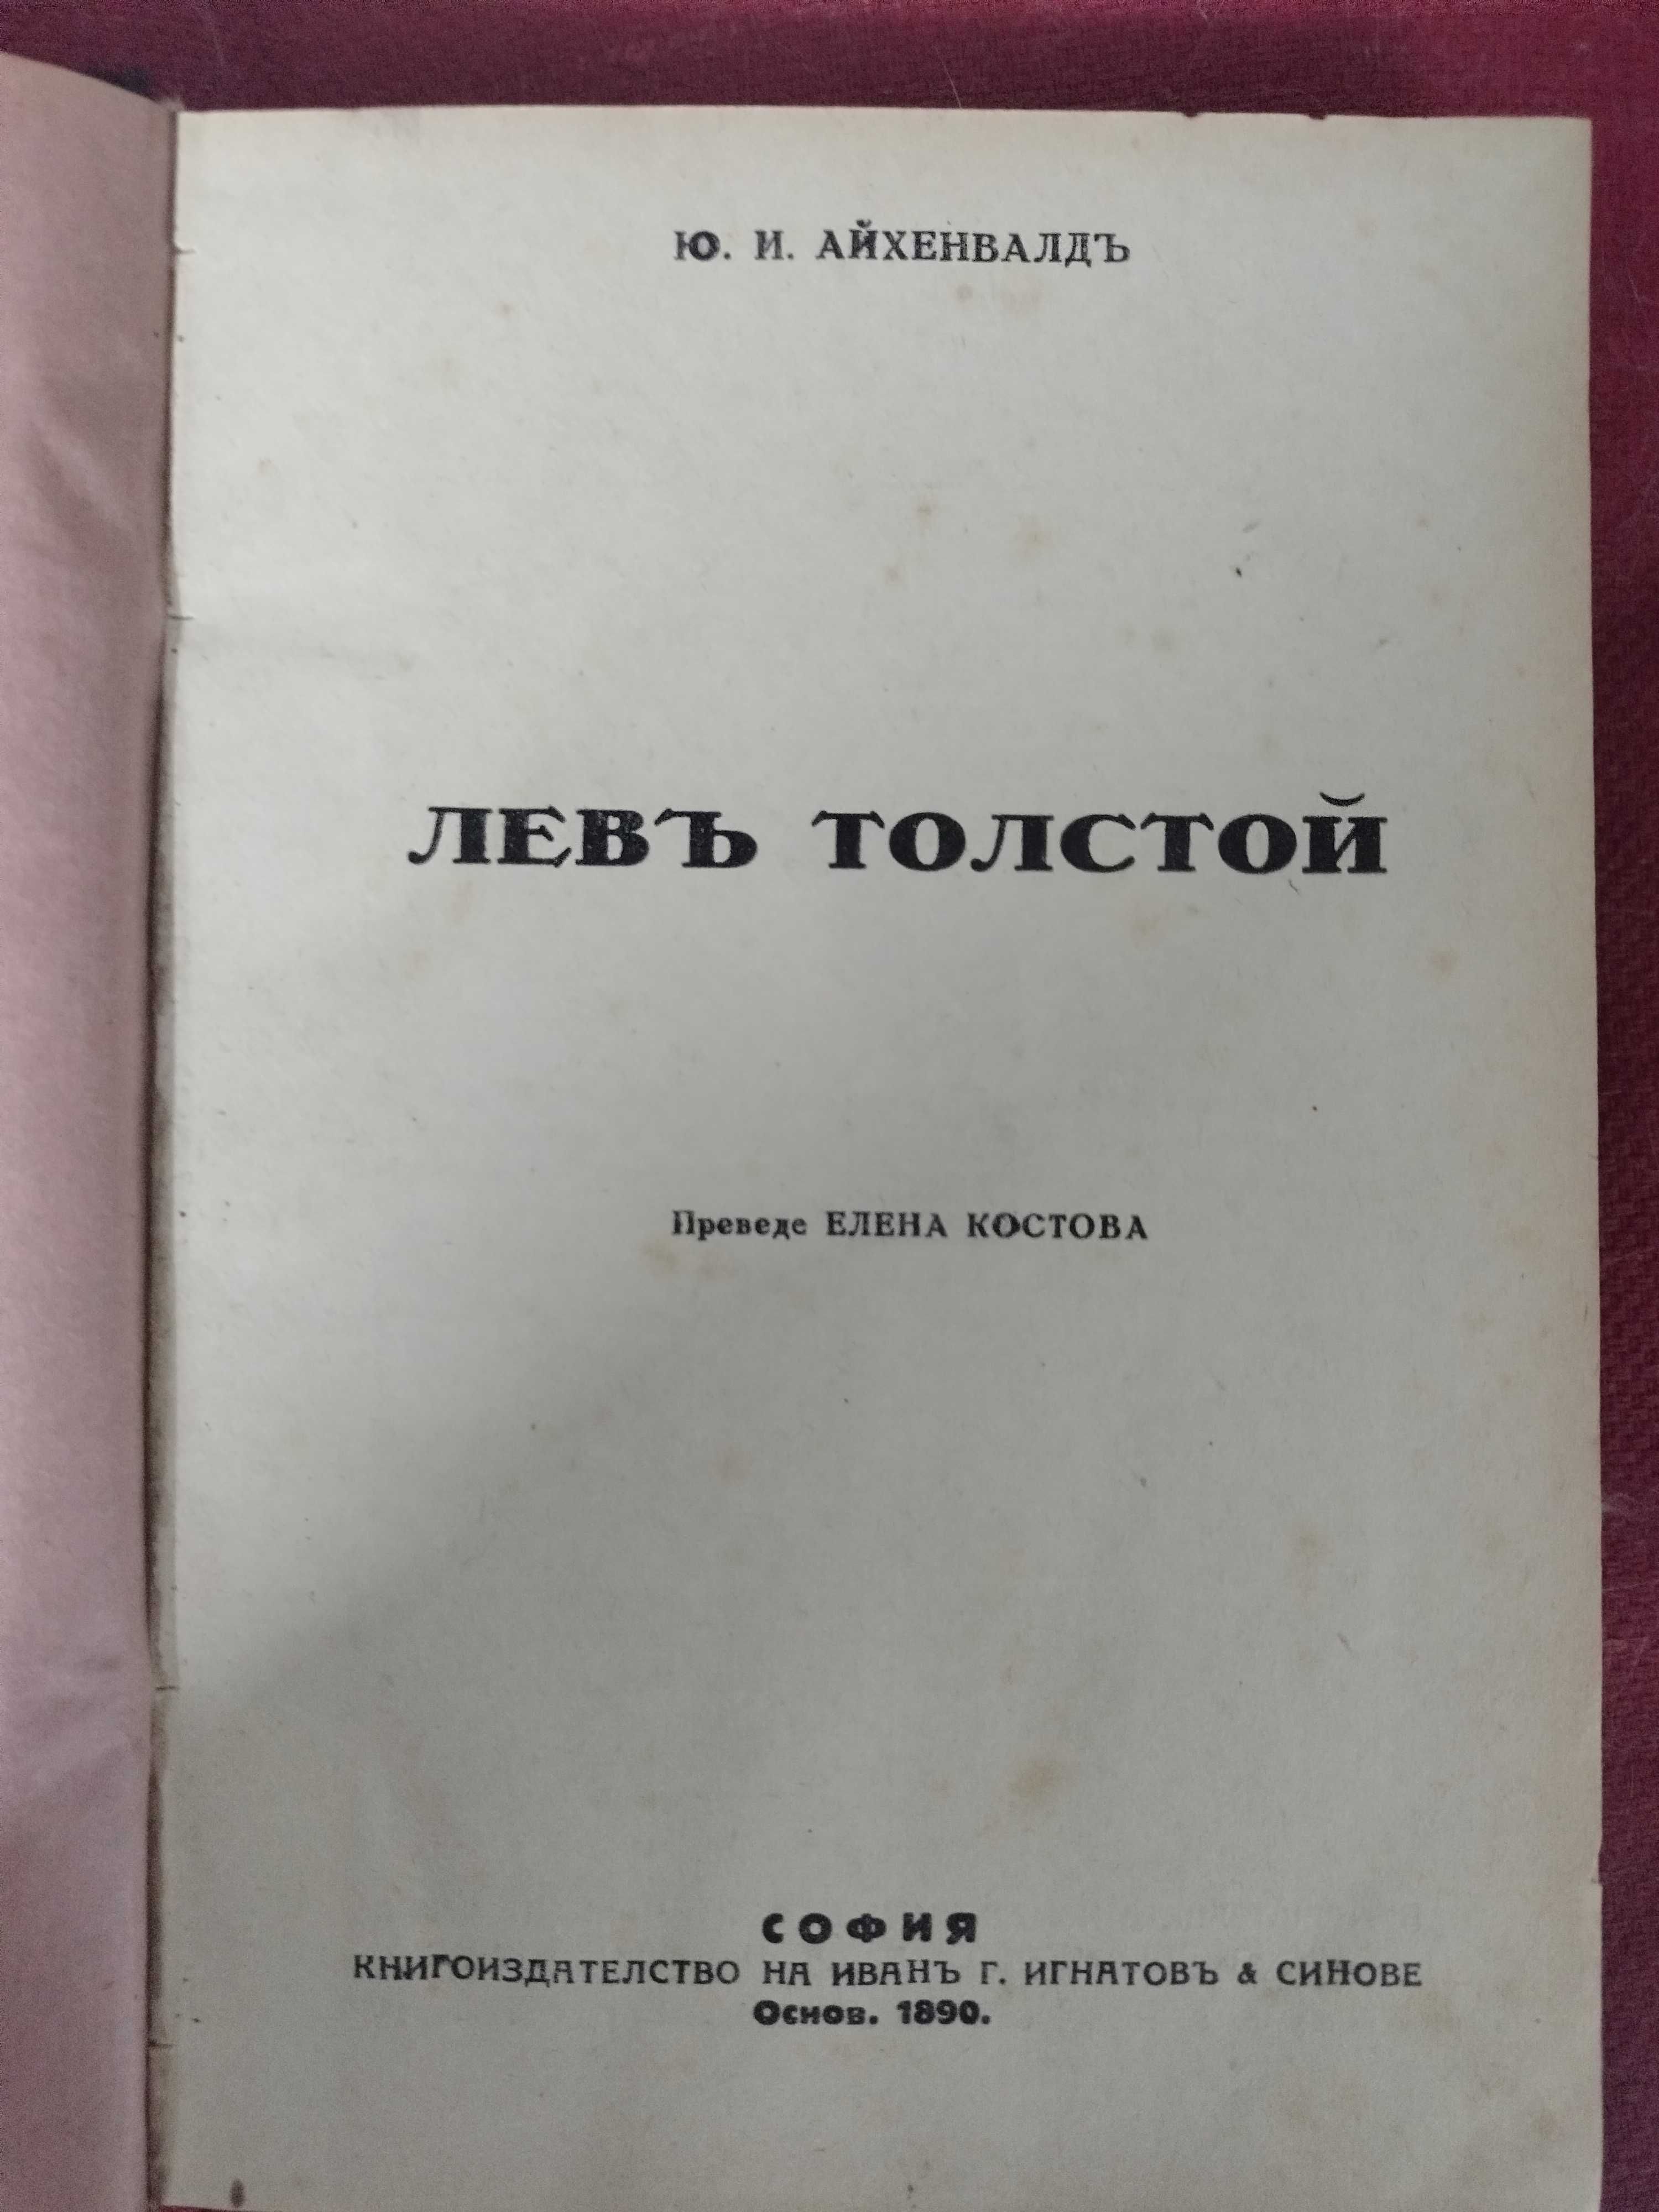 Ю. И. АЙХЕНВАЛДЪ
ЛЕВЪ ТОЛСТОЙ
Преведе ЕЛЕНА КОСТОВА
СОФИЯ
КНИГОИЗДАТЕЛСТВО НА ИВАНЪ Г. ИГНАТОВЪ & СИНОВЕ
Основ. 1890.